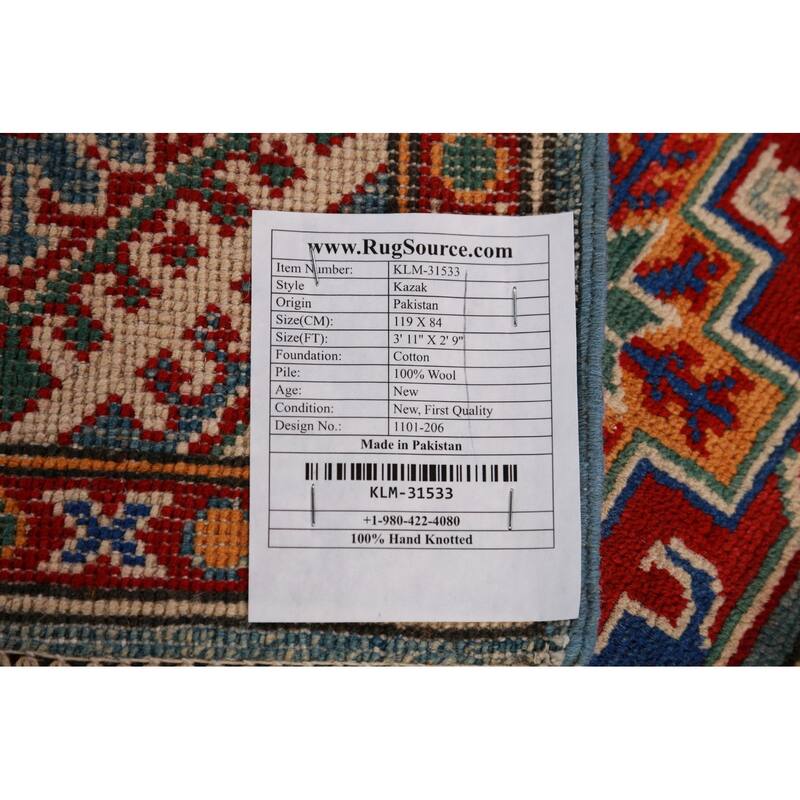 www.RugSource.com
Item Number: KLM-31533
Style Kazak
Origin Pakistan
Size(CM): 119 X 84
Size(FT): 3' 11" X 2' 9"
Foundation: Cotton
Pile: 100% Wool
Age: New
Condition: New, First Quality
Design No.: 1101-206
Made in Pakistan
KLM-31533
+1-980-422-4080
100% Hand Knotted